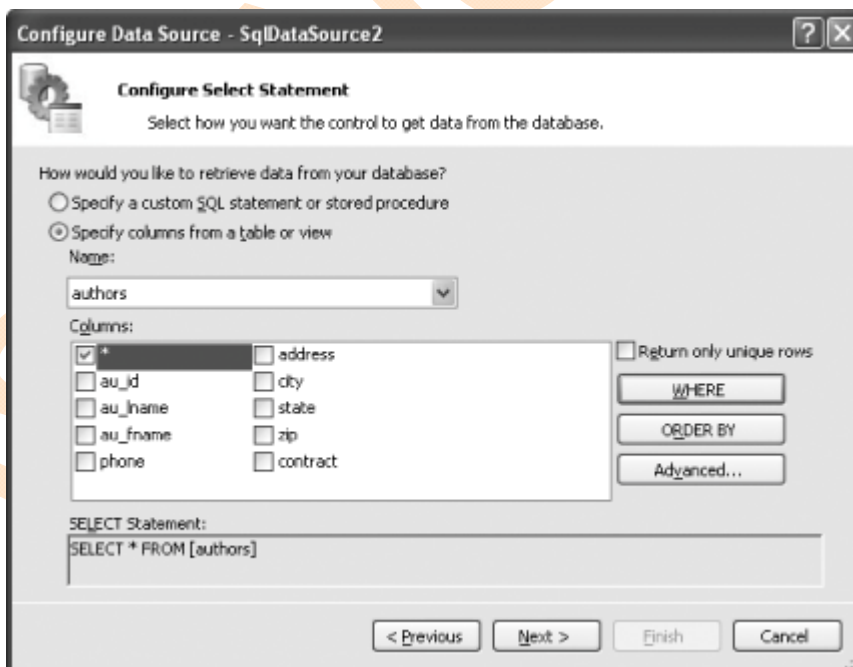 Configure Data Source - SqlDataSource2
Configure Select Statement
Select how you want the control to get data from the database.
How would you like to retrieve data from your database?
Specify a custom SQL statement or stored procedure
Specify columns from a table or view
Name:
authors
Columns:
* address
au_id city
au_lname state
au_fname zip
phone contract
Return only unique rows
WHERE
ORDER BY
Advanced...
SELECT Statement:
SELECT * FROM [authors]
< Previous Next > Finish Cancel